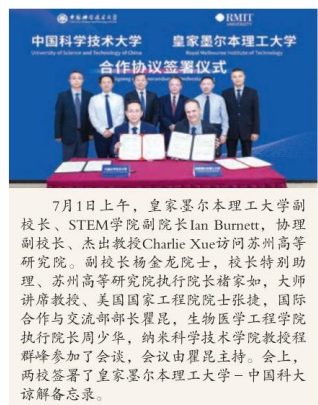 中国科学技术大学
RMIT
UNIVERSITY
中国科学技术大学
皇家墨尔本理工大学
University of Science and Technology of China
Royal Melbourne Institute of Technology
合作协议签署仪式
7月1日上午，皇家墨尔本理工大学副
校长、STEM学院副院长Ian Burnett，协理
副校长、杰出教授Charlie Xue访问苏州高等
研究院。副校长杨金龙院士，校长特别助
理、苏州高等研究院执行院长褚家如，大师
讲席教授、美国国家工程院院士张捷，国际
合作与交流部部长瞿昆，生物医学工程学院
执行院长周少华，纳米科学技术学院教授程
群峰参加了会谈，会议由瞿昆主持。会上，
两校签署了皇家墨尔本理工大学－中国科大
谅解备忘录。